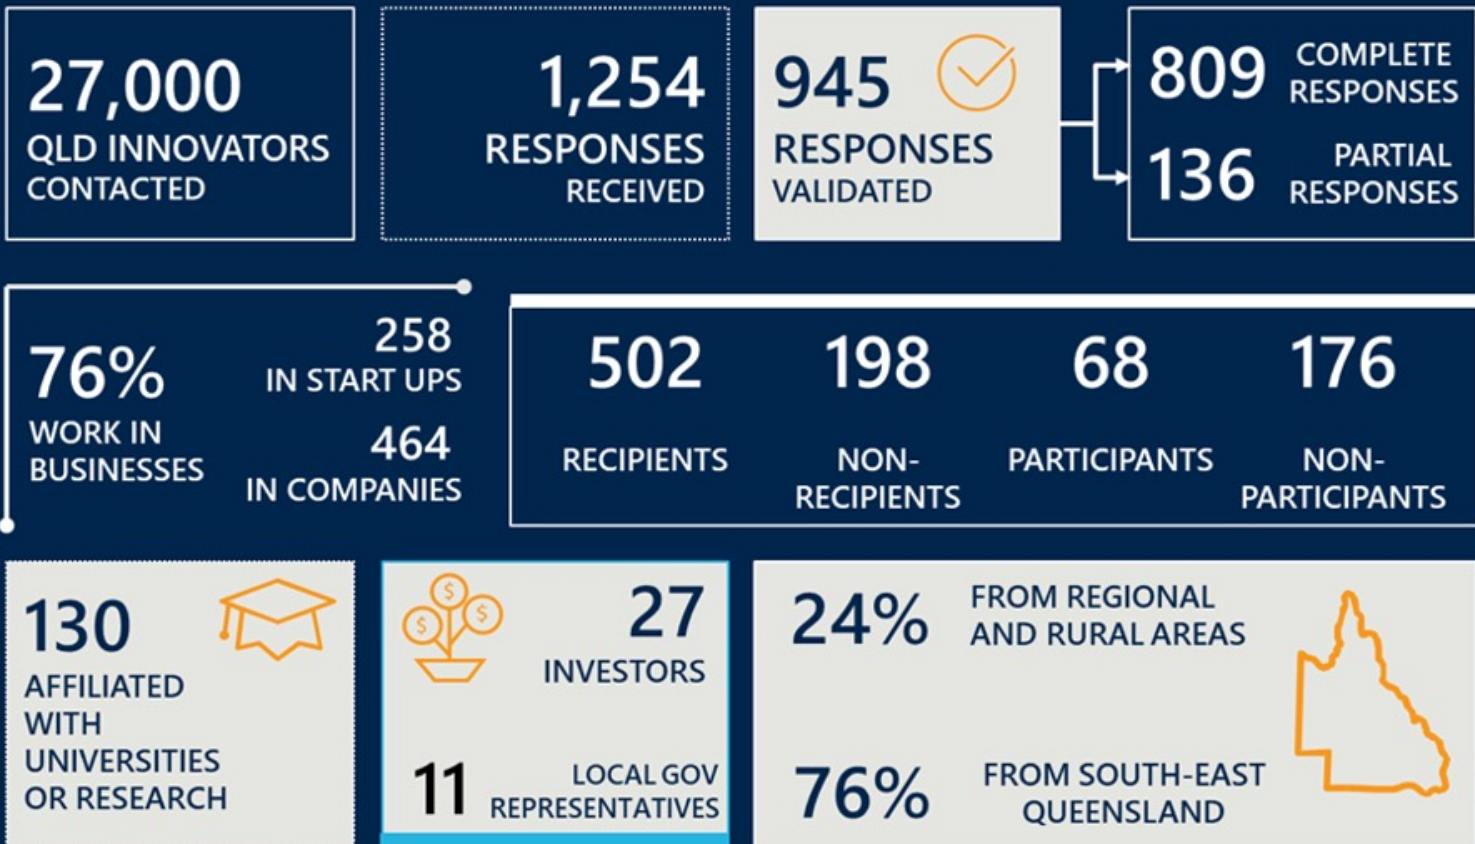 27,000
QLD INNOVATORS
CONTACTED
1,254
RESPONSES
RECEIVED
945
RESPONSES
VALIDATED
809 COMPLETE
RESPONSES
136 PARTIAL
RESPONSES
76%
WORK IN
BUSINESSES
258
IN START UPS
464
IN COMPANIES
502
RECIPIENTS
198
NON-
RECIPIENTS
68
PARTICIPANTS
176
NON-
PARTICIPANTS
130
AFFILIATED
WITH
UNIVERSITIES
OR RESEARCH
$
$
$
27
INVESTORS
11 LOCAL GOV
REPRESENTATIVES
24% FROM REGIONAL
AND RURAL AREAS
76% FROM SOUTH-EAST
QUEENSLAND